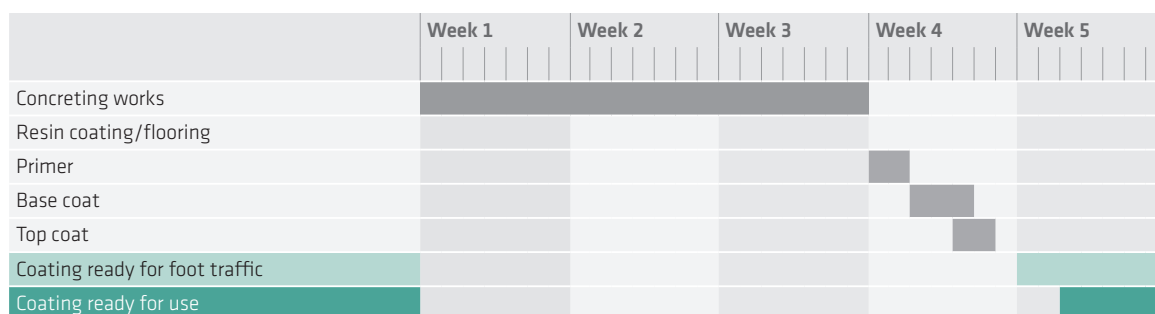 Week 1 Week 2 Week 3 Week 4 Week 5
Concreting works
Resin coating/flooring
Primer
Base coat
Top coat
Coating ready for foot traffic
Coating ready for use